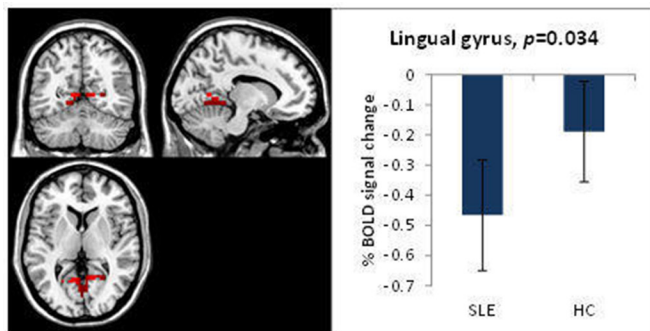 Lingual gyrus, p=0.034
% BOLD signal change
0
-0.1
-0.2
-0.3
-0.4
-0.5
-0.6
-0.7
SLE HC